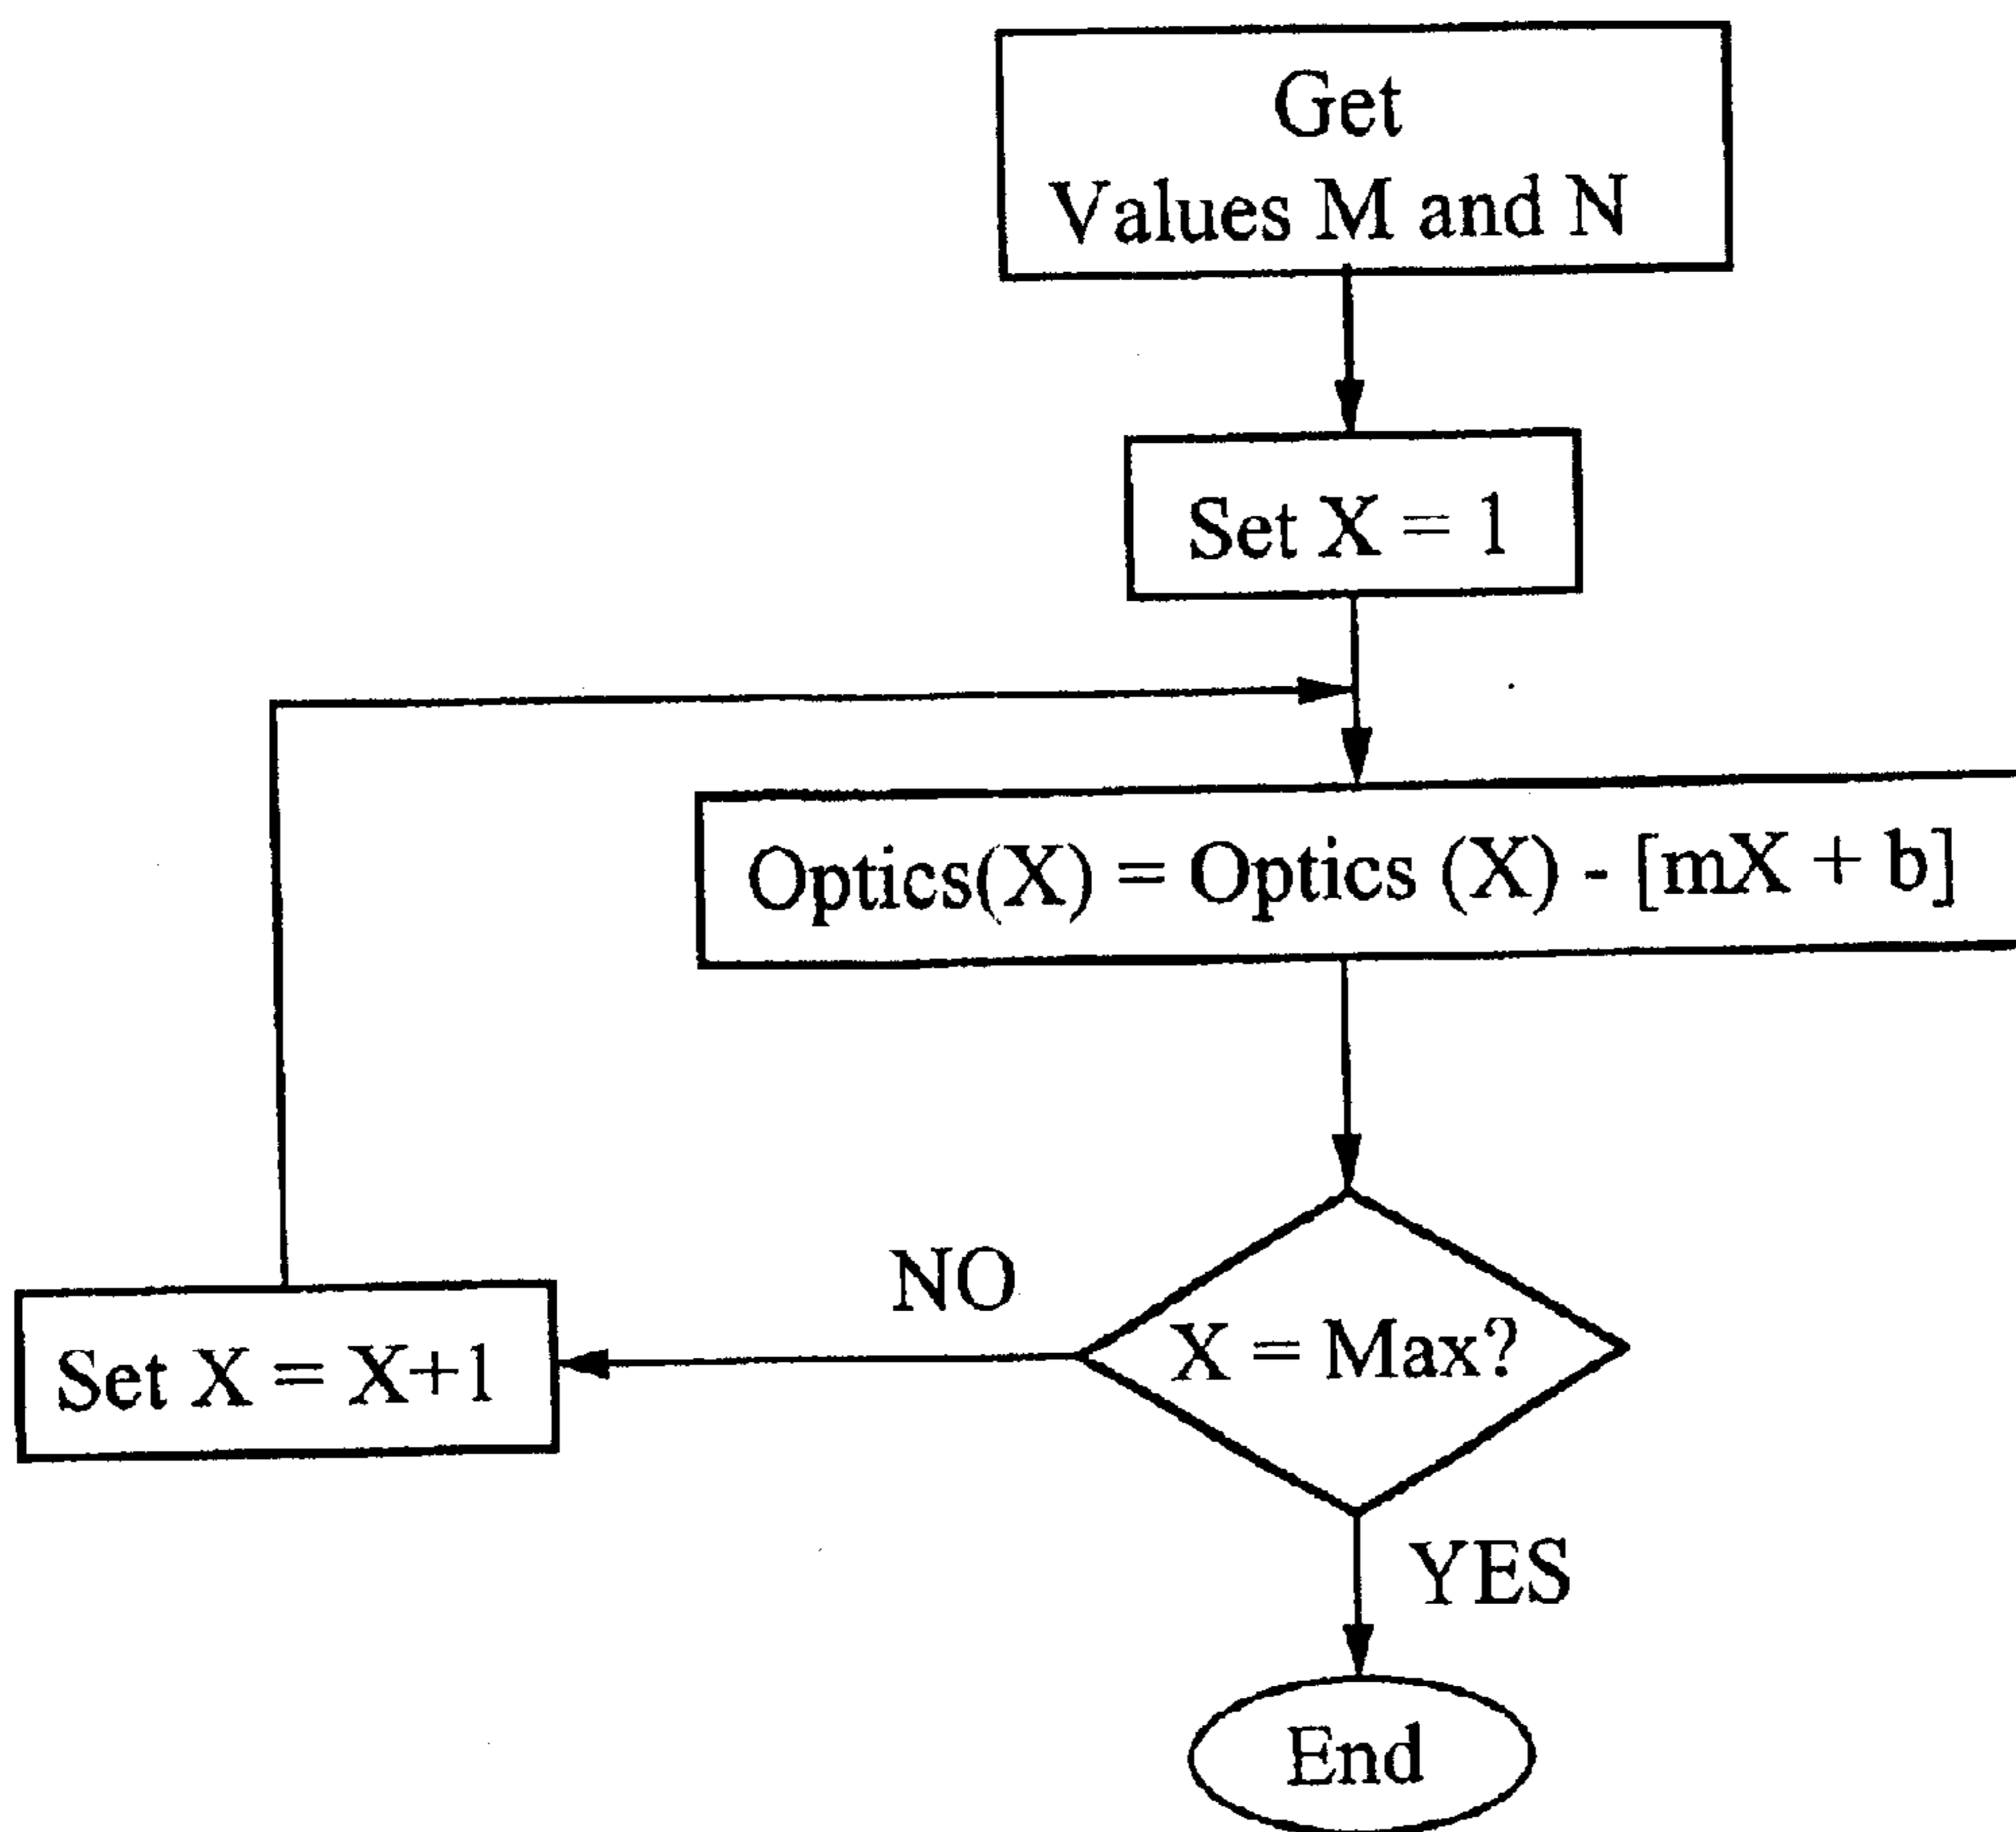 Get
Values M and N
Set X = 1
Optics(X) = Optics (X) - [mX + b]
NO
X = Max?
Set X = X+1
YES
End